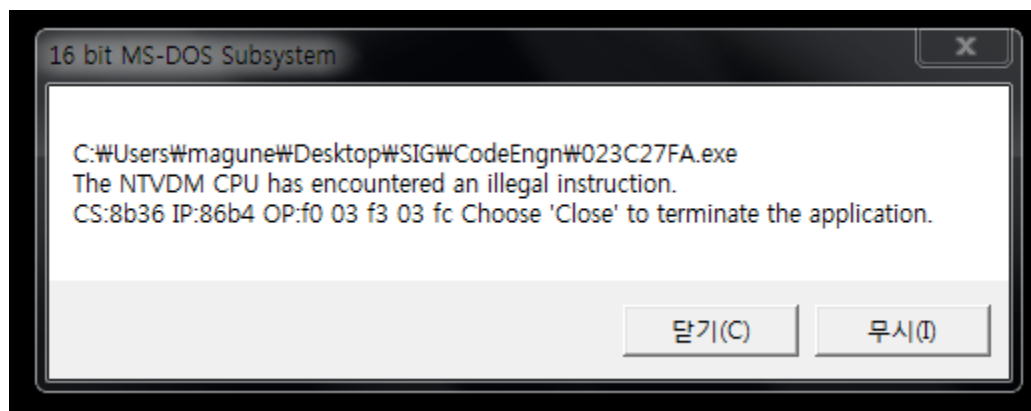 16 bit MS-DOS Subsystem
C:₩Users₩magune₩Desktop₩SIG₩CodeEngn₩023C27FA.exe
The NTVDM CPU has encountered an illegal instruction.
CS:8b36 IP:86b4 OP:f0 03 f3 03 fc Choose 'Close' to terminate the application.
닫기(C)
무시(I)